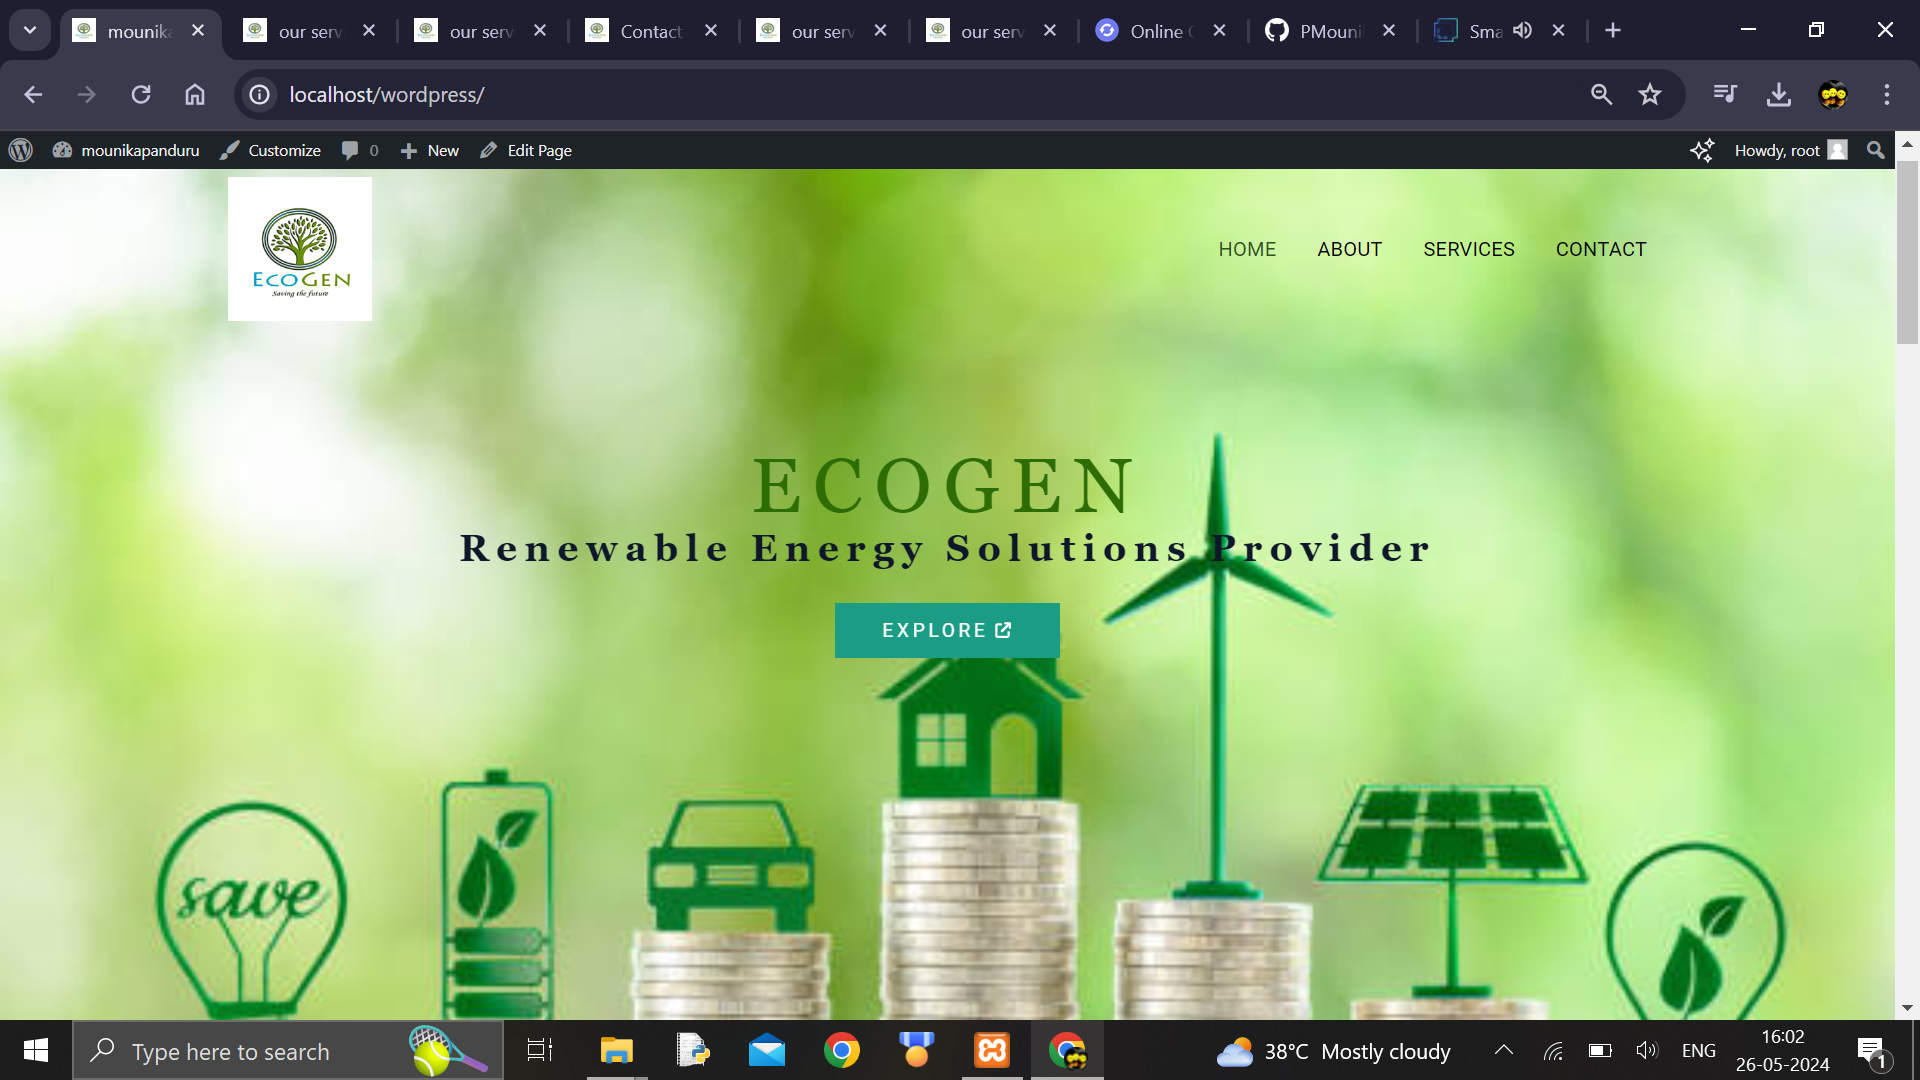 mounika
our serv
our serv
Contact
our serv
our serv
Online
PMouni
Sma
localhost/wordpress/
mounikapanduru
Customize
0
New
Edit Page
Howdy, root
ECOGEN
Saving the future
HOME
ABOUT
SERVICES
CONTACT
ECOGEN
Renewable Energy Solutions Provider
EXPLORE
save
Type here to search
38°C Mostly cloudy
ENG
16:02
26-05-2024
1